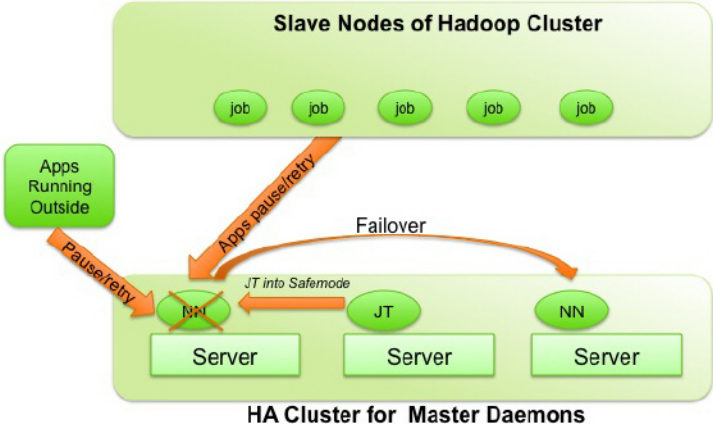 Slave Nodes of Hadoop Cluster
job
job
job
job
job
Apps
Running
Outside
Apps pause/retry
Pause/retry
Failover
JT into Safemode
NN
JT
NN
Server
Server
Server
HA Cluster for Master Daemons